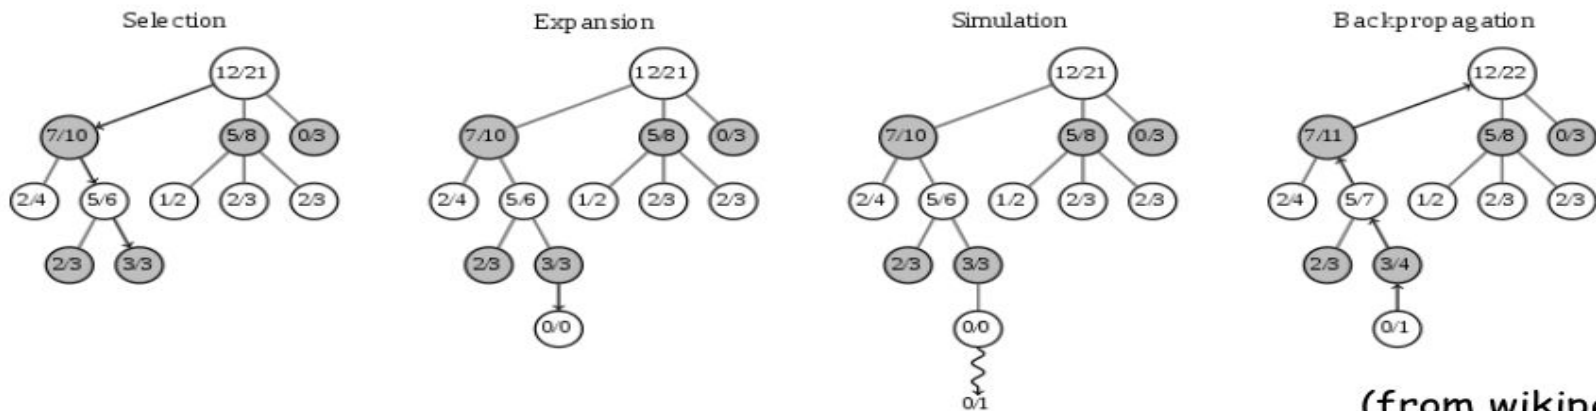 Selection Expansion Simulation Backpropagation
12/21 12/21 12/21 12/22
7/10 5/8 0/3 7/10 5/8 0/3 7/10 5/8 0/3 7/11 5/8 0/3
2/4 5/6 1/2 2/3 2/3 2/4 5/6 1/2 2/3 2/3 2/4 5/6 1/2 2/3 2/3 2/4 5/7 1/2 2/3 2/3
2/3 3/3 2/3 3/3 2/3 3/3 2/3 3/4
0/0 0/0 0/1
0/1
(from wikip